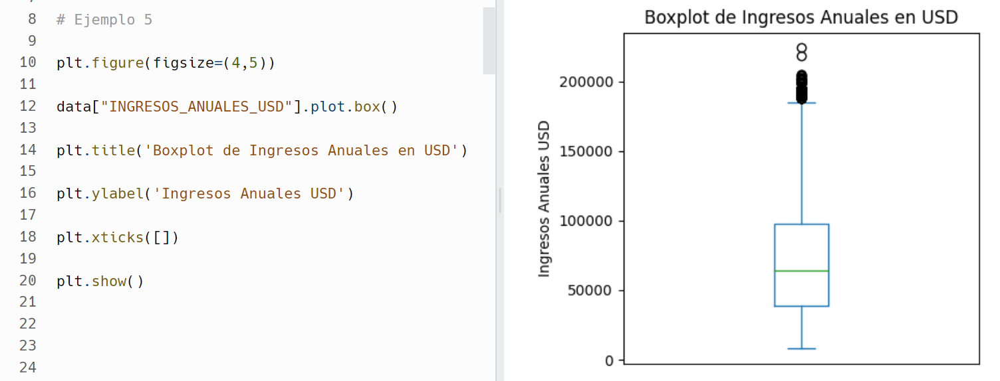 8 # Ejemplo 5
9
10 plt.figure(figsize=(4,5))
11
12 data["INGRESOS_ANUALES_USD"].plot.box()
13
14 plt.title('Boxplot de Ingresos Anuales en USD')
15
16 plt.ylabel('Ingresos Anuales USD')
17
18 plt.xticks([])
19
20 plt.show()
21
22
23
24
Boxplot de Ingresos Anuales en USD
Ingresos Anuales USD
200000
150000
100000
50000
0